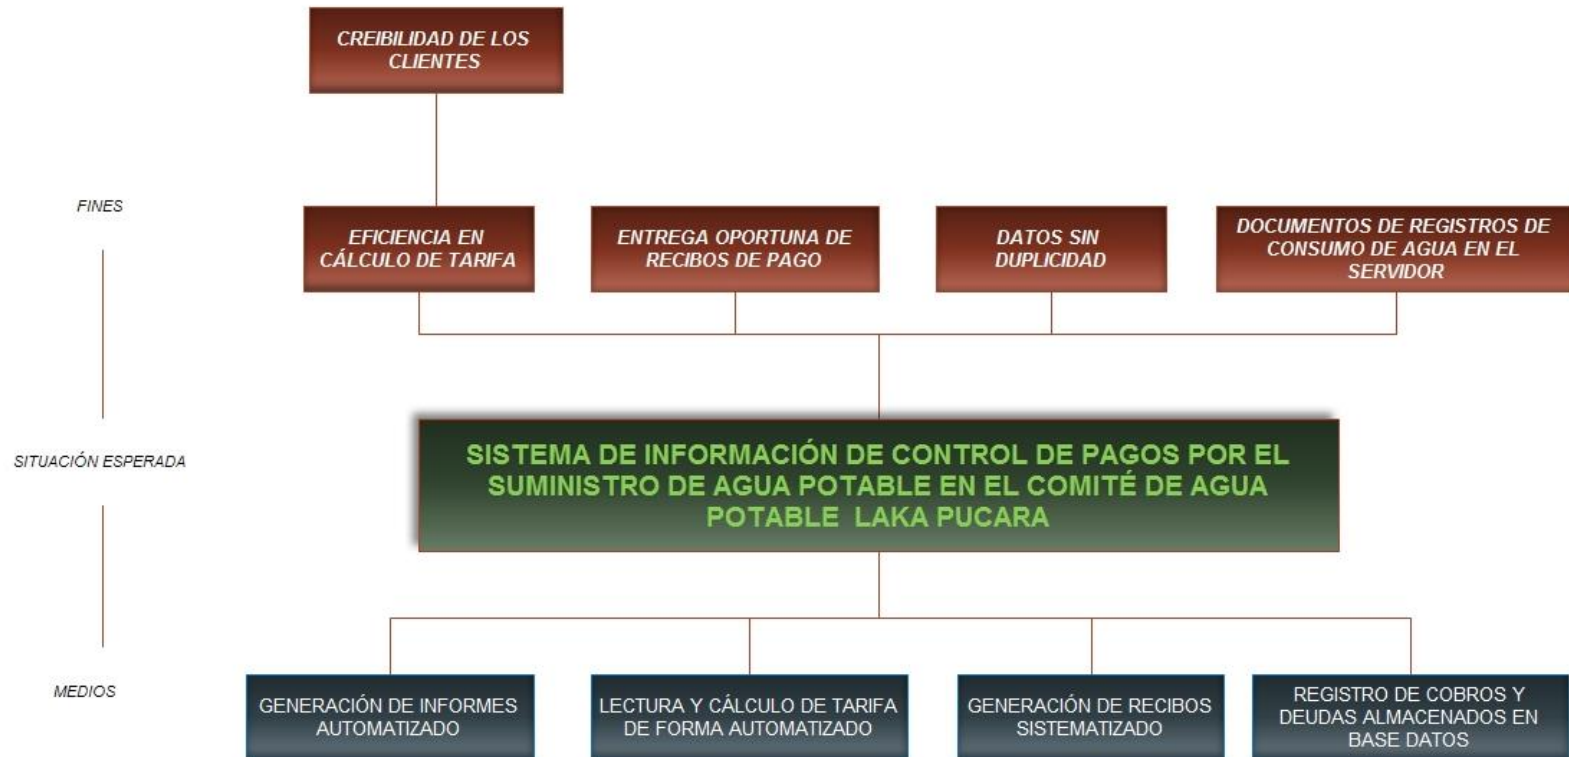 CREIBILIDAD DE LOS
CLIENTES
FINES
EFICIENCIA EN
CÁLCULO DE TARIFA
ENTREGA OPORTUNA DE
RECIBOS DE PAGO
DATOS SIN
DUPLICIDAD
DOCUMENTOS DE REGISTROS DE
CONSUMO DE AGUA EN EL
SERVIDOR
SITUACIÓN ESPERADA
SISTEMA DE INFORMACIÓN DE CONTROL DE PAGOS POR EL
SUMINISTRO DE AGUA POTABLE EN EL COMITÉ DE AGUA
POTABLE LAKA PUCARA
MEDIOS
GENERACIÓN DE INFORMES
AUTOMATIZADO
LECTURA Y CÁLCULO DE TARIFA
DE FORMA AUTOMATIZADO
GENERACIÓN DE RECIBOS
SISTEMATIZADO
REGISTRO DE COBROS Y
DEUDAS ALMACENADOS EN
BASE DATOS